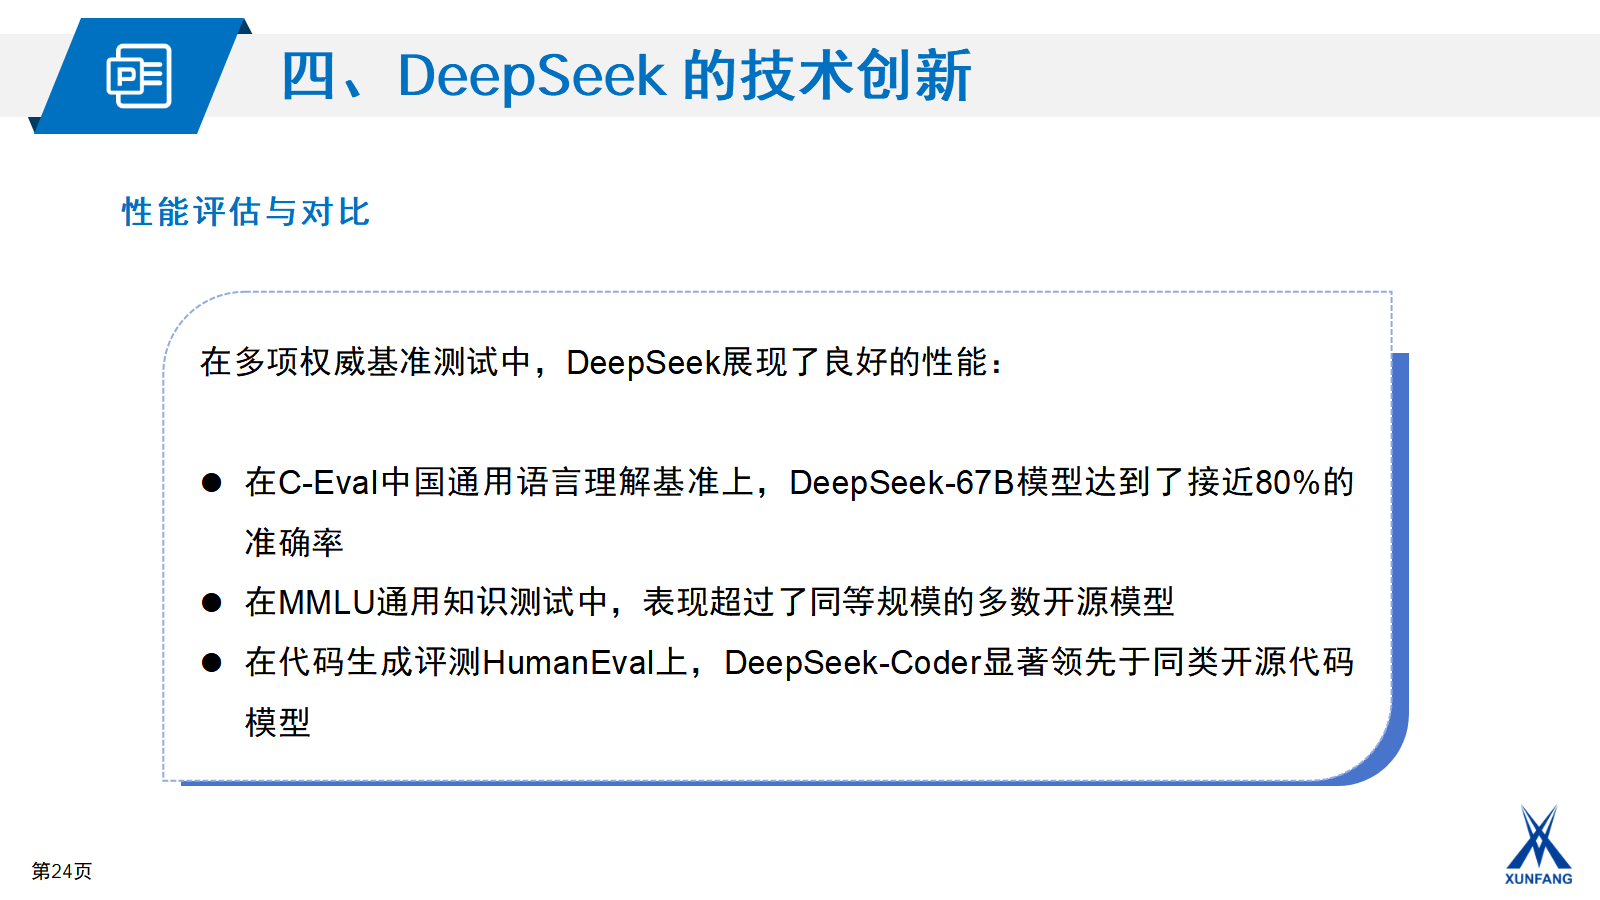 四、DeepSeek 的技术创新
性能评估与对比
在多项权威基准测试中，DeepSeek展现了良好的性能：
● 在C-Eval中国通用语言理解基准上，DeepSeek-67B模型达到了接近80%的
准确率
● 在MMLU通用知识测试中，表现超过了同等规模的多数开源模型
● 在代码生成评测HumanEval上，DeepSeek-Coder显著领先于同类开源代码
模型
第24页
XUNFANG